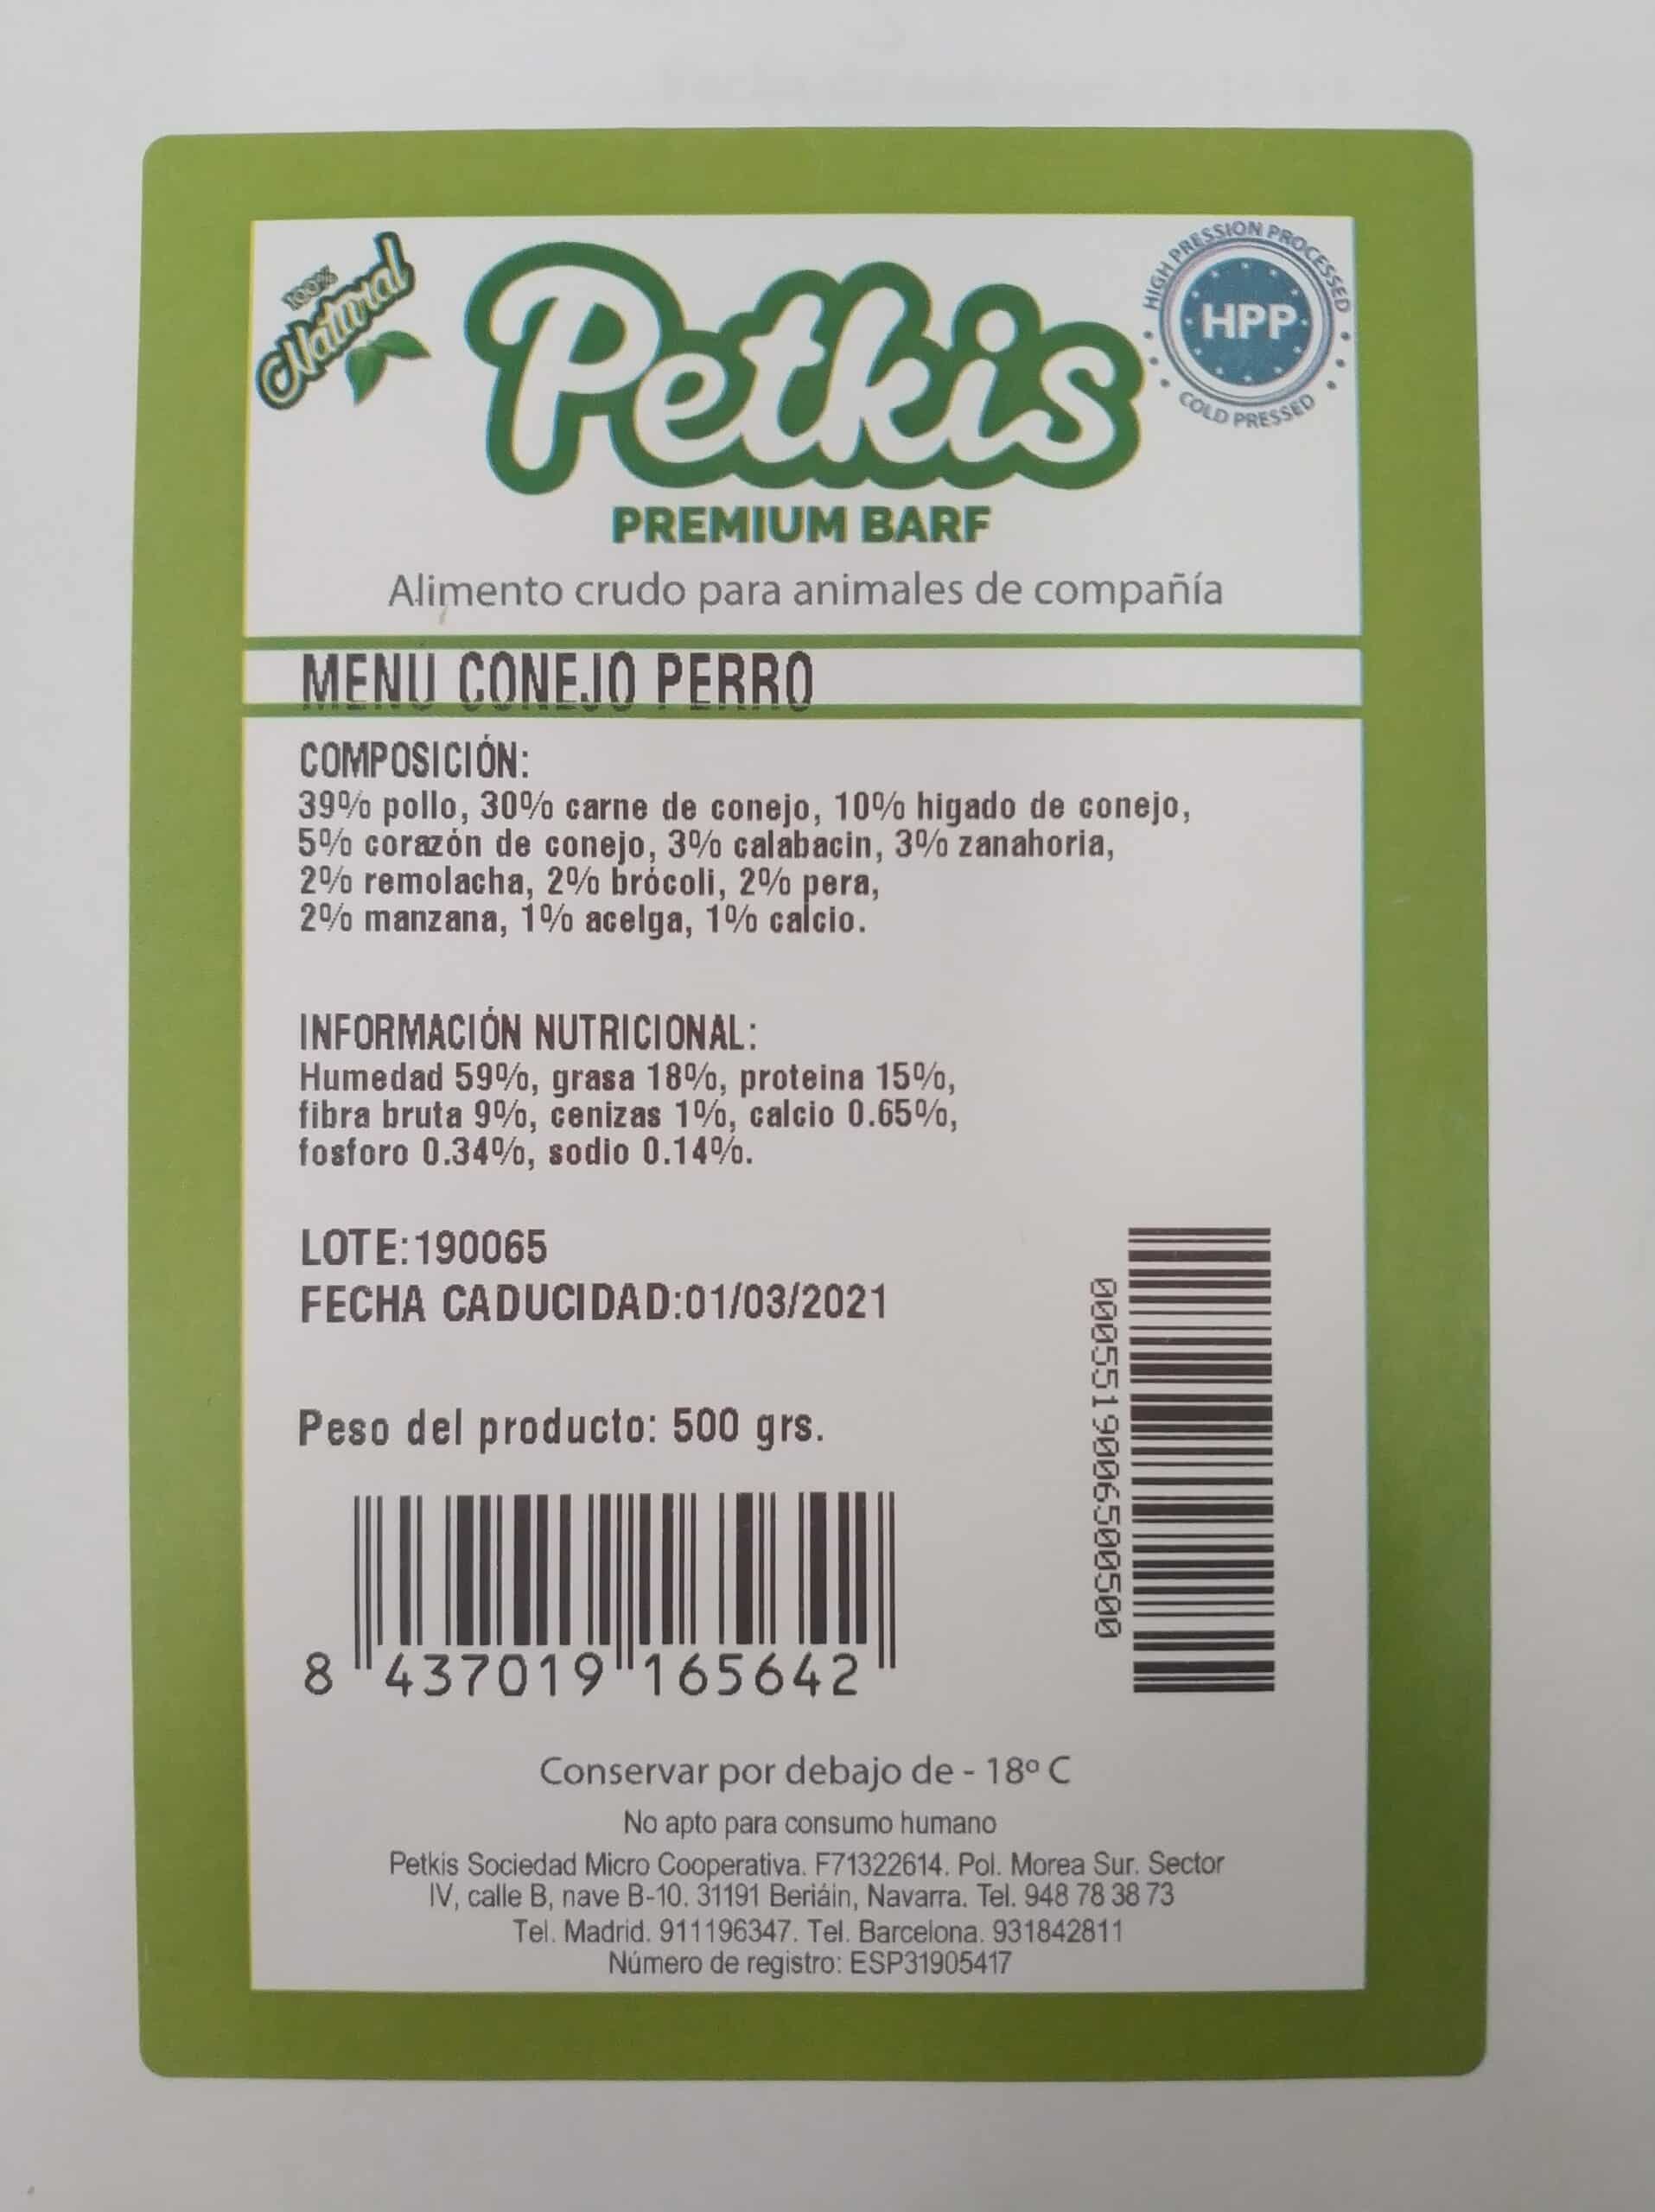 100%
Natural
Petkis
HIGH PRESSION PROCESSED
HPP
COLD PRESSED
PREMIUM BARF
Alimento crudo para animales de compañía
MENU CONEJO PERRO
COMPOSICIÓN:
39% pollo, 30% carne de conejo, 10% higado de conejo,
5% corazón de conejo, 3% calabacin, 3% zanahoria,
2% remolacha, 2% brócoli, 2% pera,
2% manzana, 1% acelga, 1% calcio.
INFORMACIÓN NUTRICIONAL:
Humedad 59%, grasa 18%, proteina 15%,
fibra bruta 9%, cenizas 1%, calcio 0.65%,
fosforo 0.34%, sodio 0.14%.
LOTE:190065
FECHA CADUCIDAD:01/03/2021
Peso del producto: 500 grs.
000551900650050​0
8 437019 165642
Conservar por debajo de - 18º C
No apto para consumo humano
Petkis Sociedad Micro Cooperativa. F71322614. Pol. Morea Sur. Sector
IV, calle B, nave B-10. 31191 Beriáin, Navarra. Tel. 948 78 38 73
Tel. Madrid. 911196347. Tel. Barcelona. 931842811
Número de registro: ESP31905417